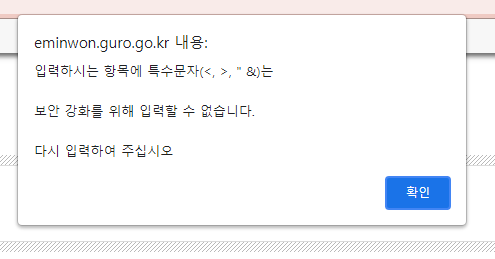 eminwon.guro.go.kr 내용:
입력하시는 항목에 특수문자(<, >, " &)는
보안 강화를 위해 입력할 수 없습니다.
다시 입력하여 주십시오
확인